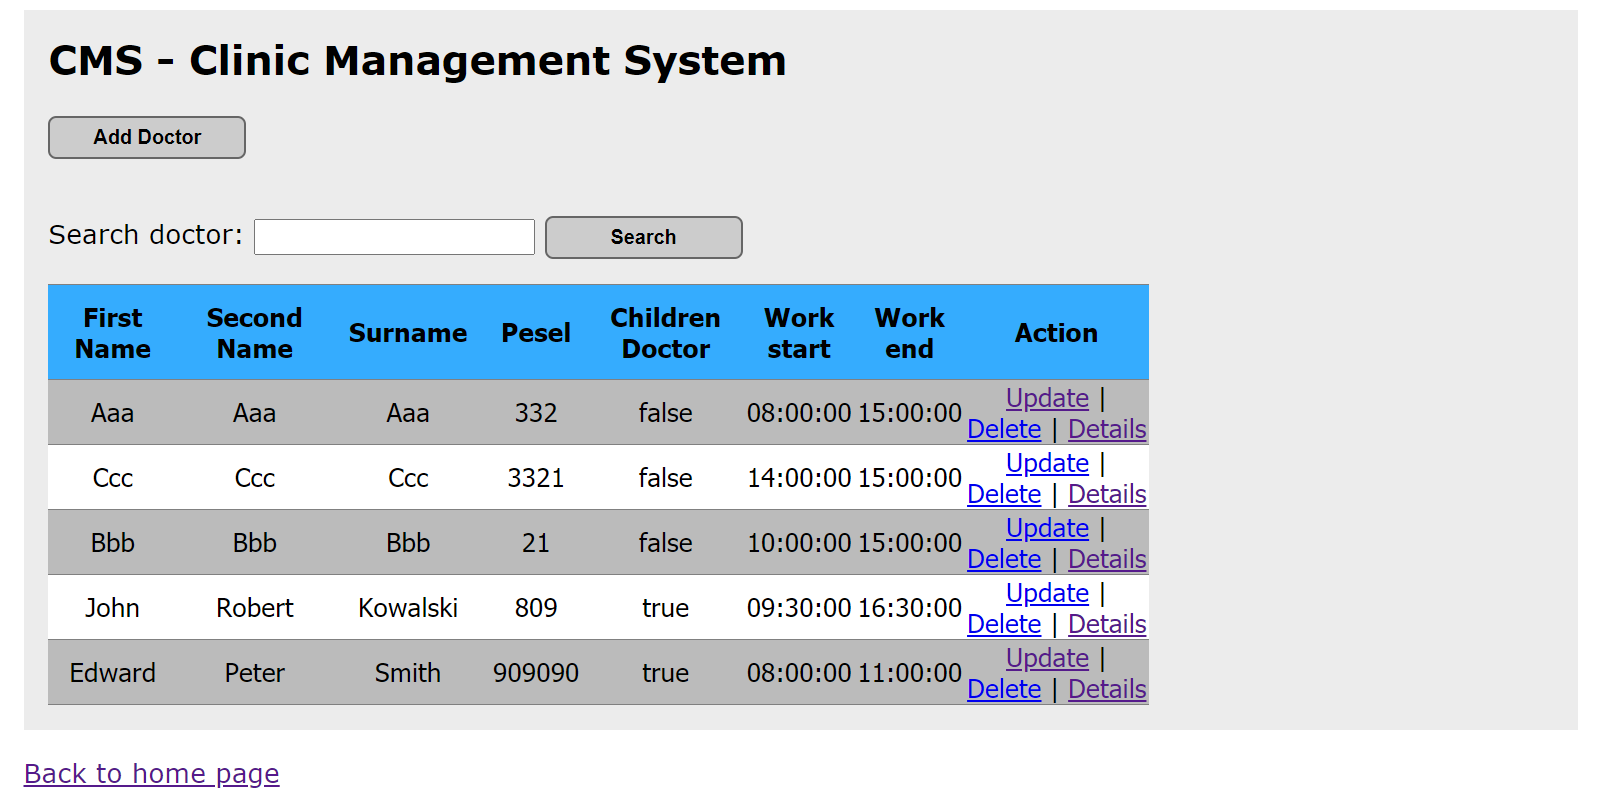 CMS - Clinic Management System
Add Doctor
Search doctor: Search
First Name Second Name Surname Pesel Children Doctor Work start Work end Action
Aaa Aaa Aaa 332 false 08:00:00 15:00:00 Update | Delete | Details
Ccc Ccc Ccc 3321 false 14:00:00 15:00:00 Update | Delete | Details
Bbb Bbb Bbb 21 false 10:00:00 15:00:00 Update | Delete | Details
John Robert Kowalski 809 true 09:30:00 16:30:00 Update | Delete | Details
Edward Peter Smith 909090 true 08:00:00 11:00:00 Update | Delete | Details
Back to home page